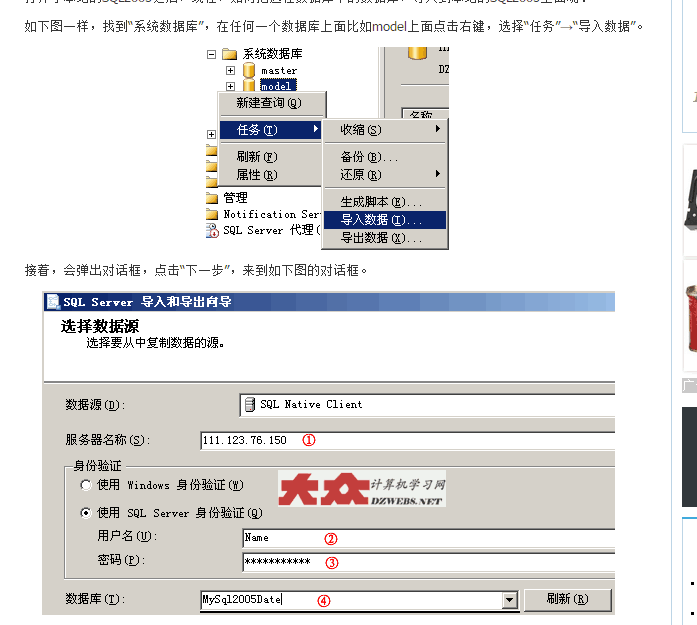 如下图一样，找到“系统数据库”，在任何一个数据库上面比如model上面点击右键，选择“任务”→“导入数据”。
系统数据库
master
model
新建查询(Q)
名称
任务(T)
收缩(S)
刷新(F)
备份(B)...
属性(R)
还原(R)
管理
生成脚本(E)...
Notification Ser
导入数据(I)...
SQL Server 代理(
导出数据(X)...
接着，会弹出对话框，点击“下一步”，来到如下图的对话框。
SQL Server 导入和导出向导
选择数据源
选择要从中复制数据的源。
数据源(D):
SQL Native Client
服务器名称(S):
111.123.76.150 ①
身份验证
使用 Windows 身份验证(W)
大众计算机学习网
DZWEBS.NET
使用 SQL Server 身份验证(Q)
用户名(U):
Name ②
密码(P):
*********** ③
数据库(T):
MySql2005Date ④
刷新(R)